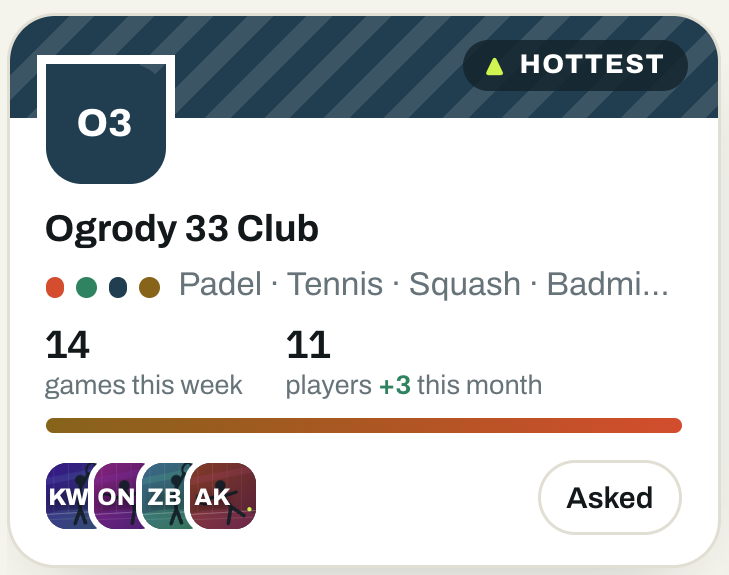 ▲ HOTTEST
O3
Ogrody 33 Club
Padel · Tennis · Squash · Badmi...
14 11
games this week players +3 this month
KW ON ZB AK Asked